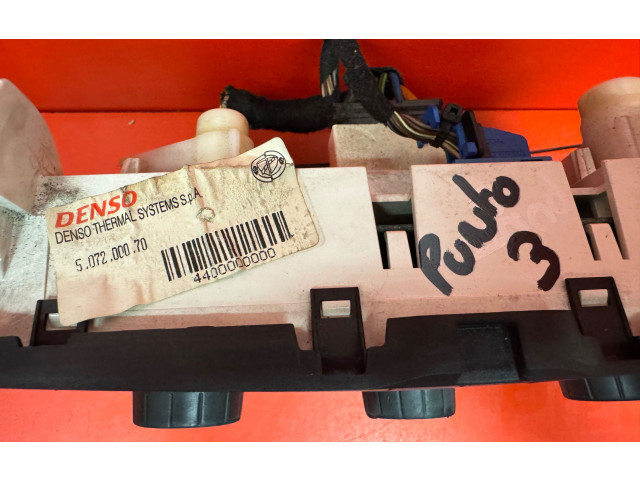 DENSO
DENSO-THERMAL SYSTEMS S.p.A
5.072.000.70
4400000000
Punto
3